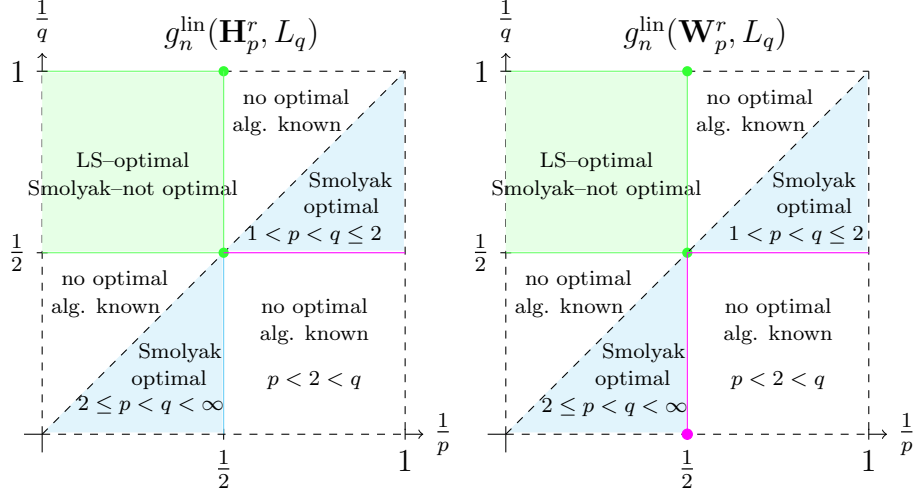 1/q
g_n^lin(H_p^r, L_q)
1
no optimal
alg. known
LS–optimal
Smolyak–not optimal
Smolyak
optimal
1 < p < q ≤ 2
1/2
no optimal
alg. known
no optimal
alg. known
Smolyak
optimal
p < 2 < q
2 ≤ p < q < ∞
1/p
1/2
1
1/q
g_n^lin(W_p^r, L_q)
1
no optimal
alg. known
LS–optimal
Smolyak–not optimal
Smolyak
optimal
1 < p < q ≤ 2
1/2
no optimal
alg. known
no optimal
alg. known
Smolyak
optimal
p < 2 < q
2 ≤ p < q < ∞
1/p
1/2
1